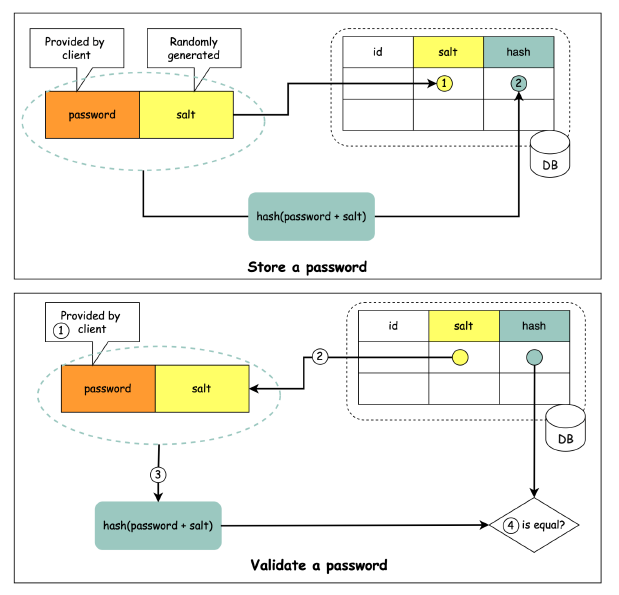 Provided by
client
Randomly
generated
id
salt
hash
password
salt
1
2
DB
hash(password + salt)
Store a password
1
Provided by
client
id
salt
hash
2
password
salt
DB
3
hash(password + salt)
4 is equal?
Validate a password